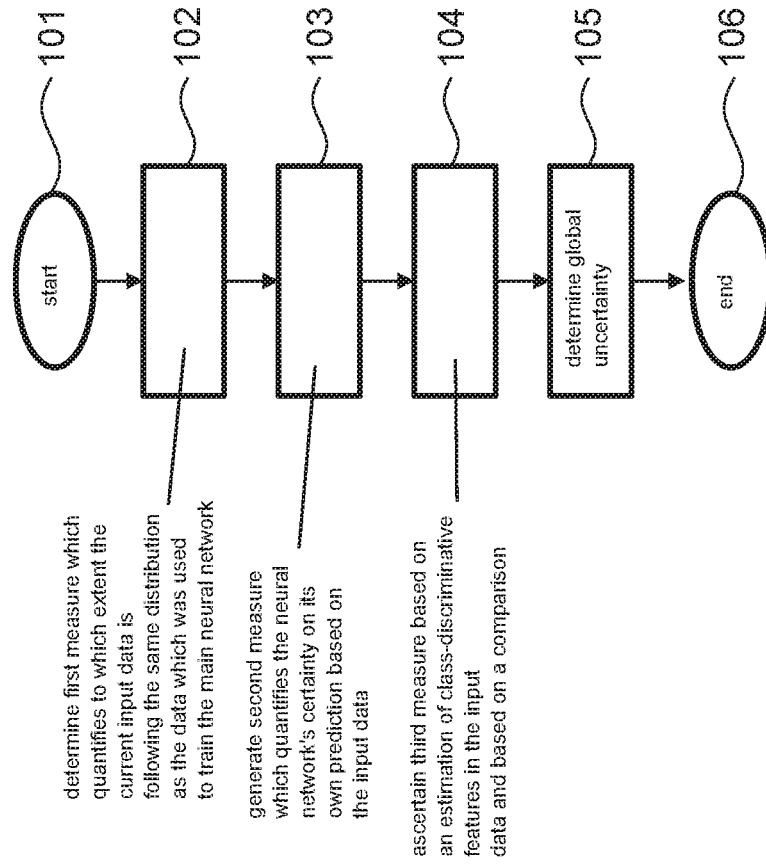 start
101
determine first measure which
quantifies to which extent the
current input data is
following the same distribution
as the data which was used
to train the main neural network
102
generate second measure
which quantifies the neural
network's certainty on its
own prediction based on
the input data
103
ascertain third measure based on
an estimation of class-discriminative
features in the input
data and based on a comparison
104
determine global
uncertainty
105
end
106